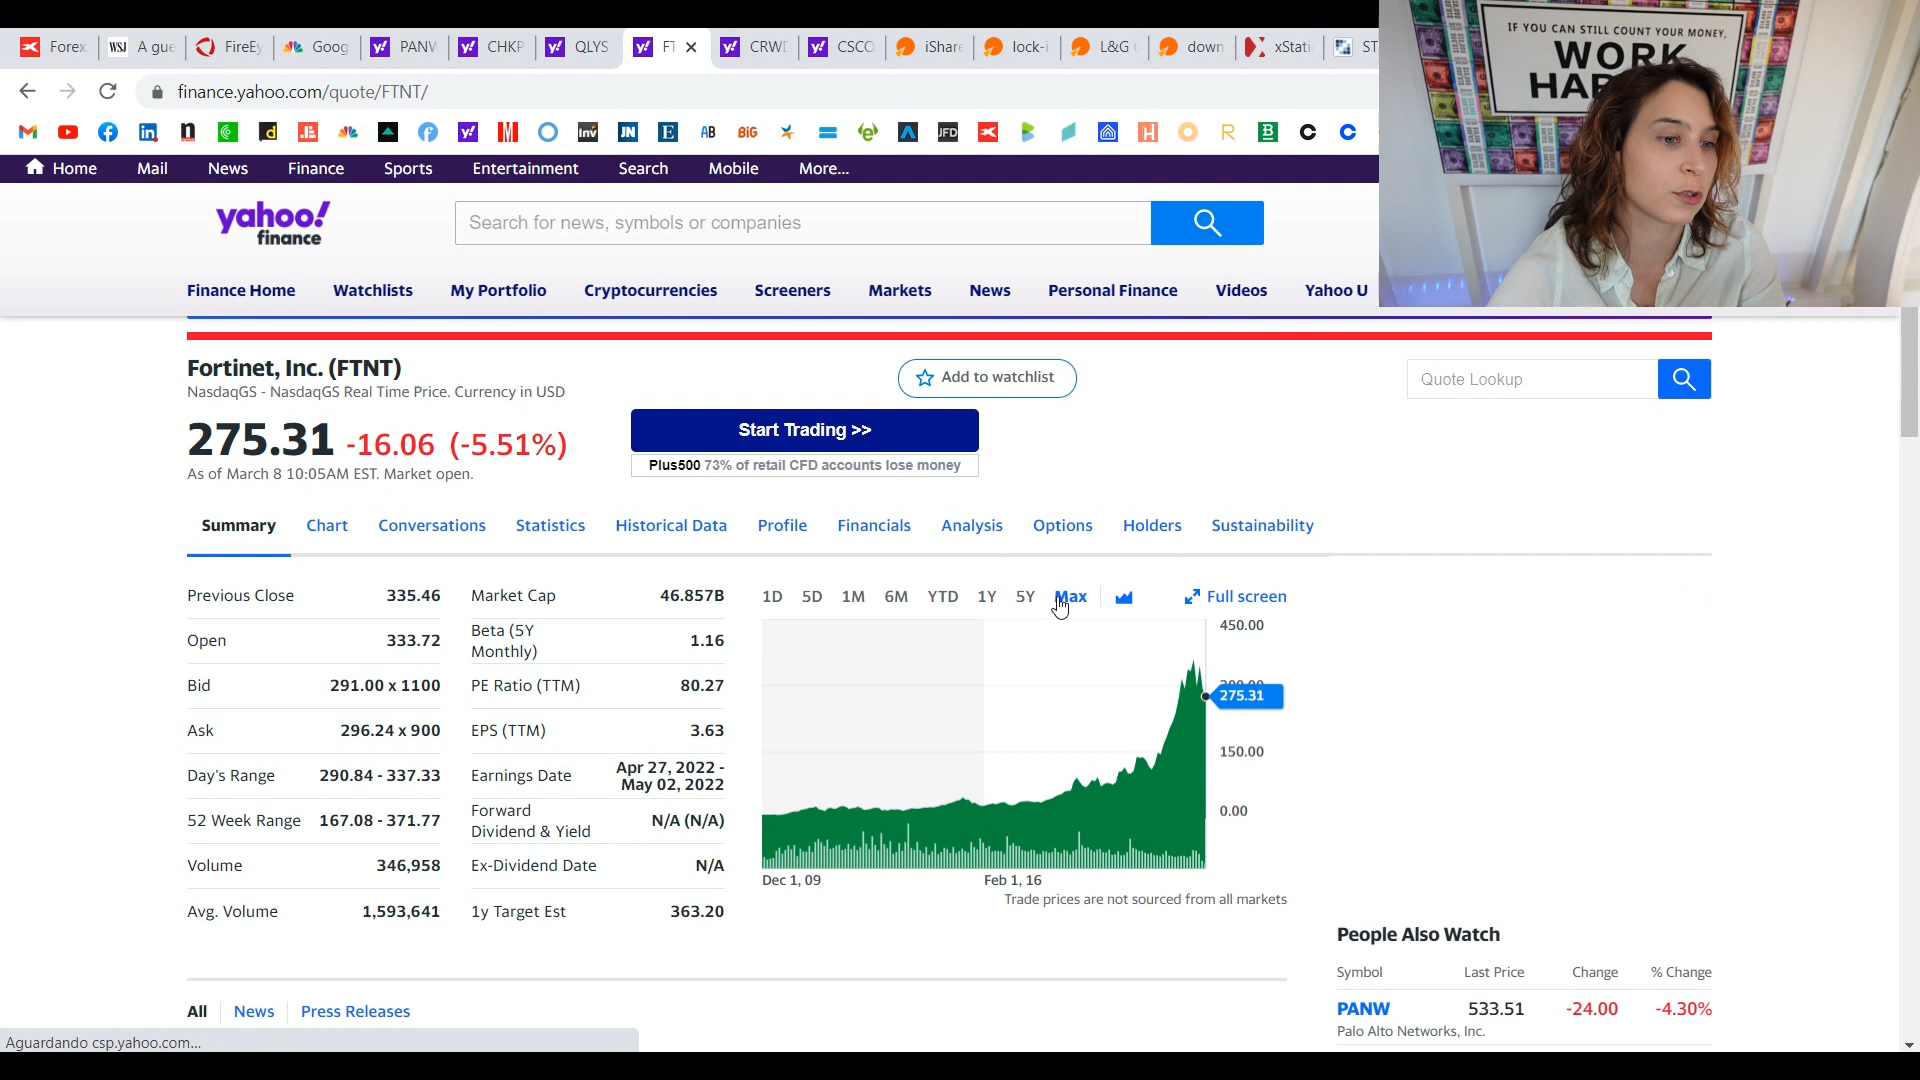 Forex
WSJ A gue
FireEy
Goog
PANW
CHKP
QLYS
FT
CRWD
CSCO
iShare
lock-i
L&G
down
xStati
ST
finance.yahoo.com/quote/FTNT/
Home Mail News Finance Sports Entertainment Search Mobile More...
yahoo!
finance
Search for news, symbols or companies
IF YOU CAN STILL COUNT YOUR MONEY,
WORK
Finance Home Watchlists My Portfolio Cryptocurrencies Screeners Markets News Personal Finance Videos Yahoo U
Fortinet, Inc. (FTNT)
NasdaqGS - NasdaqGS Real Time Price. Currency in USD
Add to watchlist
Quote Lookup
275.31 -16.06 (-5.51%)
As of March 8 10:05AM EST. Market open.
Start Trading >>
Plus500 73% of retail CFD accounts lose money
Summary Chart Conversations Statistics Historical Data Profile Financials Analysis Options Holders Sustainability
Previous Close 335.46
Open 333.72
Bid 291.00 x 1100
Ask 296.24 x 900
Day's Range 290.84 - 337.33
52 Week Range 167.08 - 371.77
Volume 346,958
Avg. Volume 1,593,641
Market Cap 46.857B
Beta (5Y
Monthly) 1.16
PE Ratio (TTM) 80.27
EPS (TTM) 3.63
Earnings Date Apr 27, 2022 -
May 02, 2022
Forward
Dividend & Yield N/A (N/A)
Ex-Dividend Date N/A
1y Target Est 363.20
1D 5D 1M 6M YTD 1Y 5Y Max Full screen
450.00
275.31
150.00
0.00
Dec 1, 09 Feb 1, 16
Trade prices are not sourced from all markets
People Also Watch
Symbol Last Price Change % Change
PANW 533.51 -24.00 -4.30%
Palo Alto Networks, Inc.
All News Press Releases
Aguardando csp.yahoo.com...